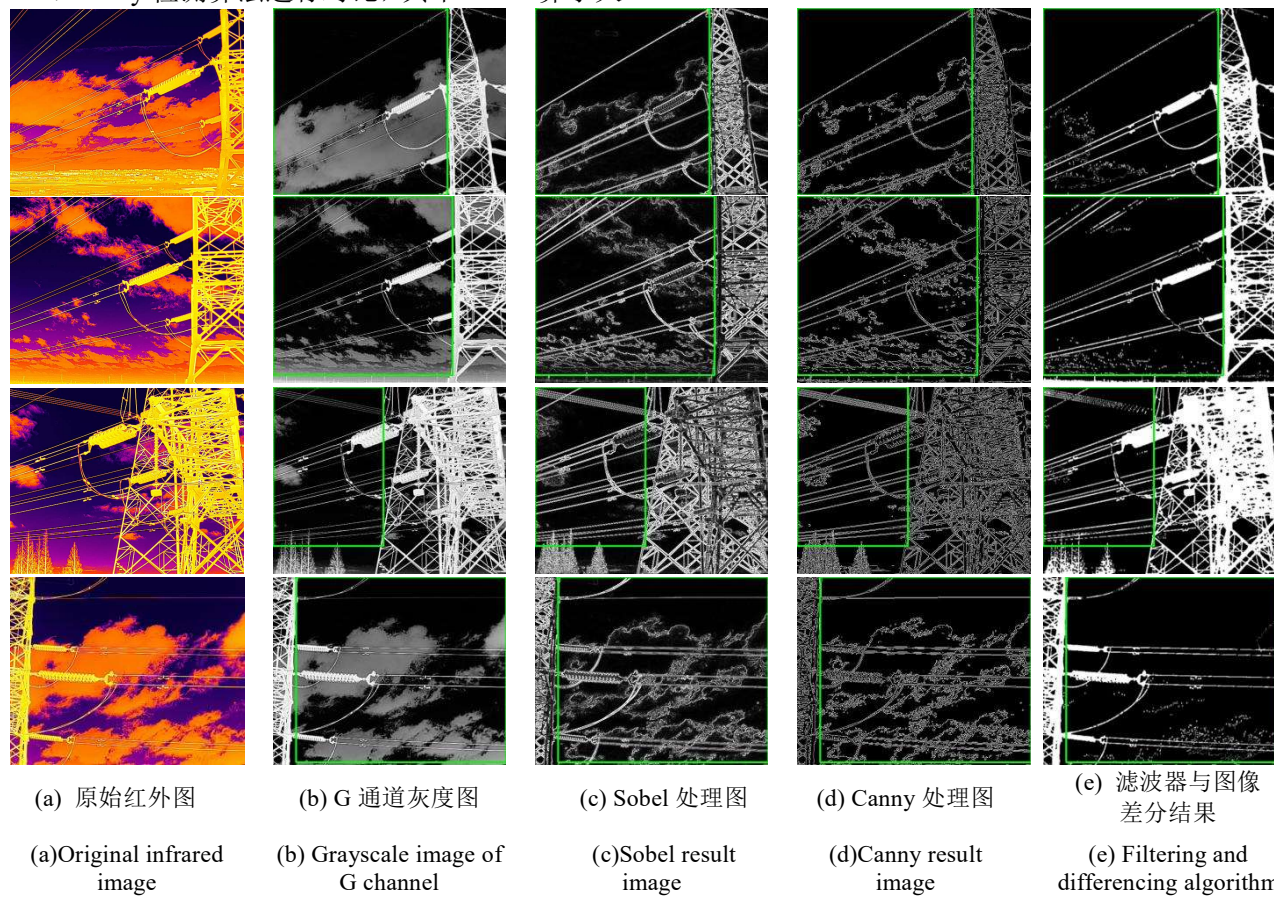 (a) 原始红外图
(b) G 通道灰度图
(c) Sobel 处理图
(d) Canny 处理图
(e) 滤波器与图像
差分结果
(a)Original infrared
image
(b) Grayscale image of
G channel
(c)Sobel result
image
(d)Canny result
image
(e) Filtering and
differencing algorithm